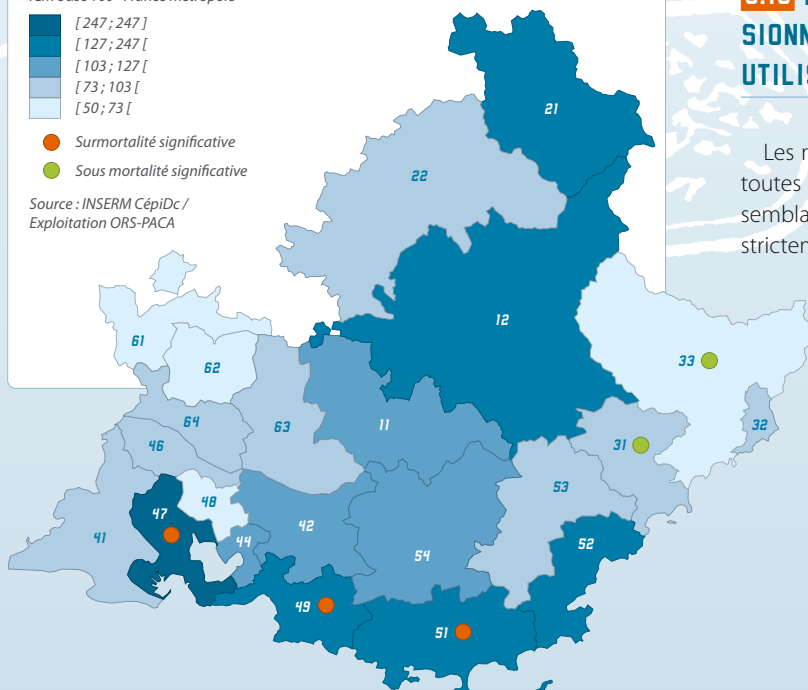 [ 247 ; 247 ]
[ 127 ; 247 [
[ 103 ; 127 [
[ 73 ; 103 [
[ 50 ; 73 [
Surmortalité significative
Sous mortalité significative
Source : INSERM CépiDc /
Exploitation ORS-PACA
UTILIS
Les
toutes
sembla
stricte
21
22
12
61
33
62
64
63
11
32
46
31
48
53
47
41
42
44
52
54
49
51